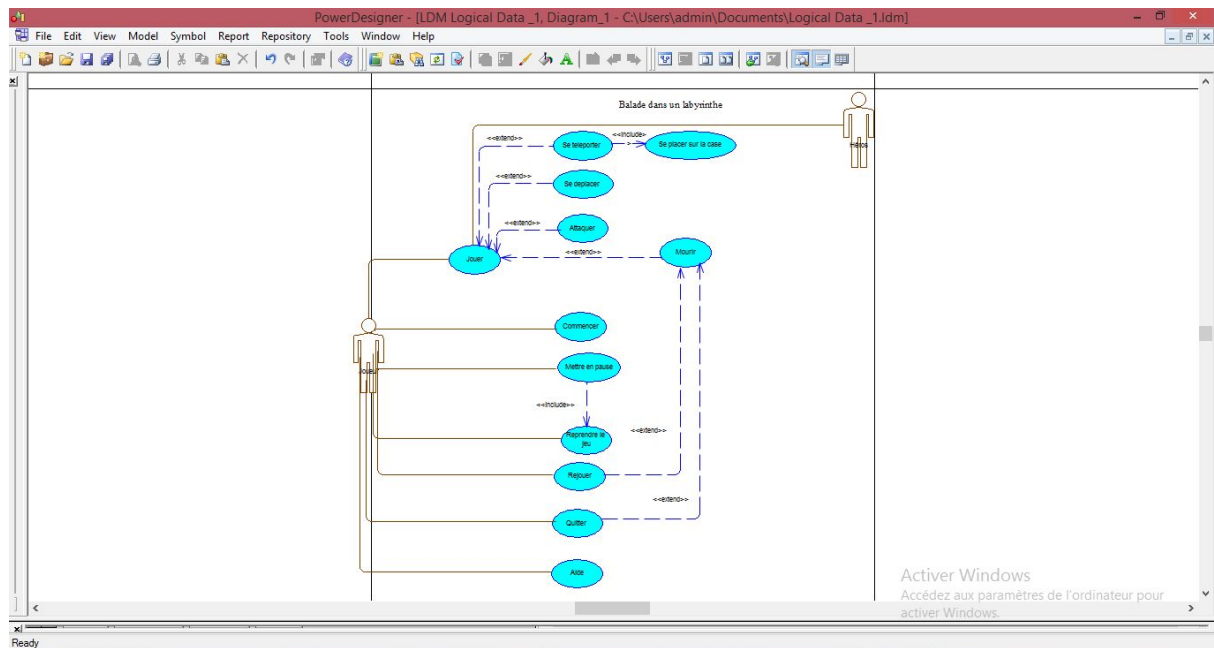 PowerDesigner - [LDM Logical Data _1, Diagram_1 - C:\Users\admin\Documents\Logical Data _1.ldm]
File Edit View Model Symbol Report Repository Tools Window Help
Balade dans un labyrinthe
Héros
<<extend>>
Se teleporter
<<include>
>
Se placer sur la case
<<extend>>
Se deplacer
<<extend>>
Attaquer
Jouer
<<extend>>
Mourir
Commencer
Joueur
Mettre en pause
<<include>>
Reprendre le
jeu
<<extend>>
Rejouer
<<extend>>
Quitter
Aide
Activer Windows
Accédez aux paramètres de l'ordinateur pour
activer Windows.
Ready